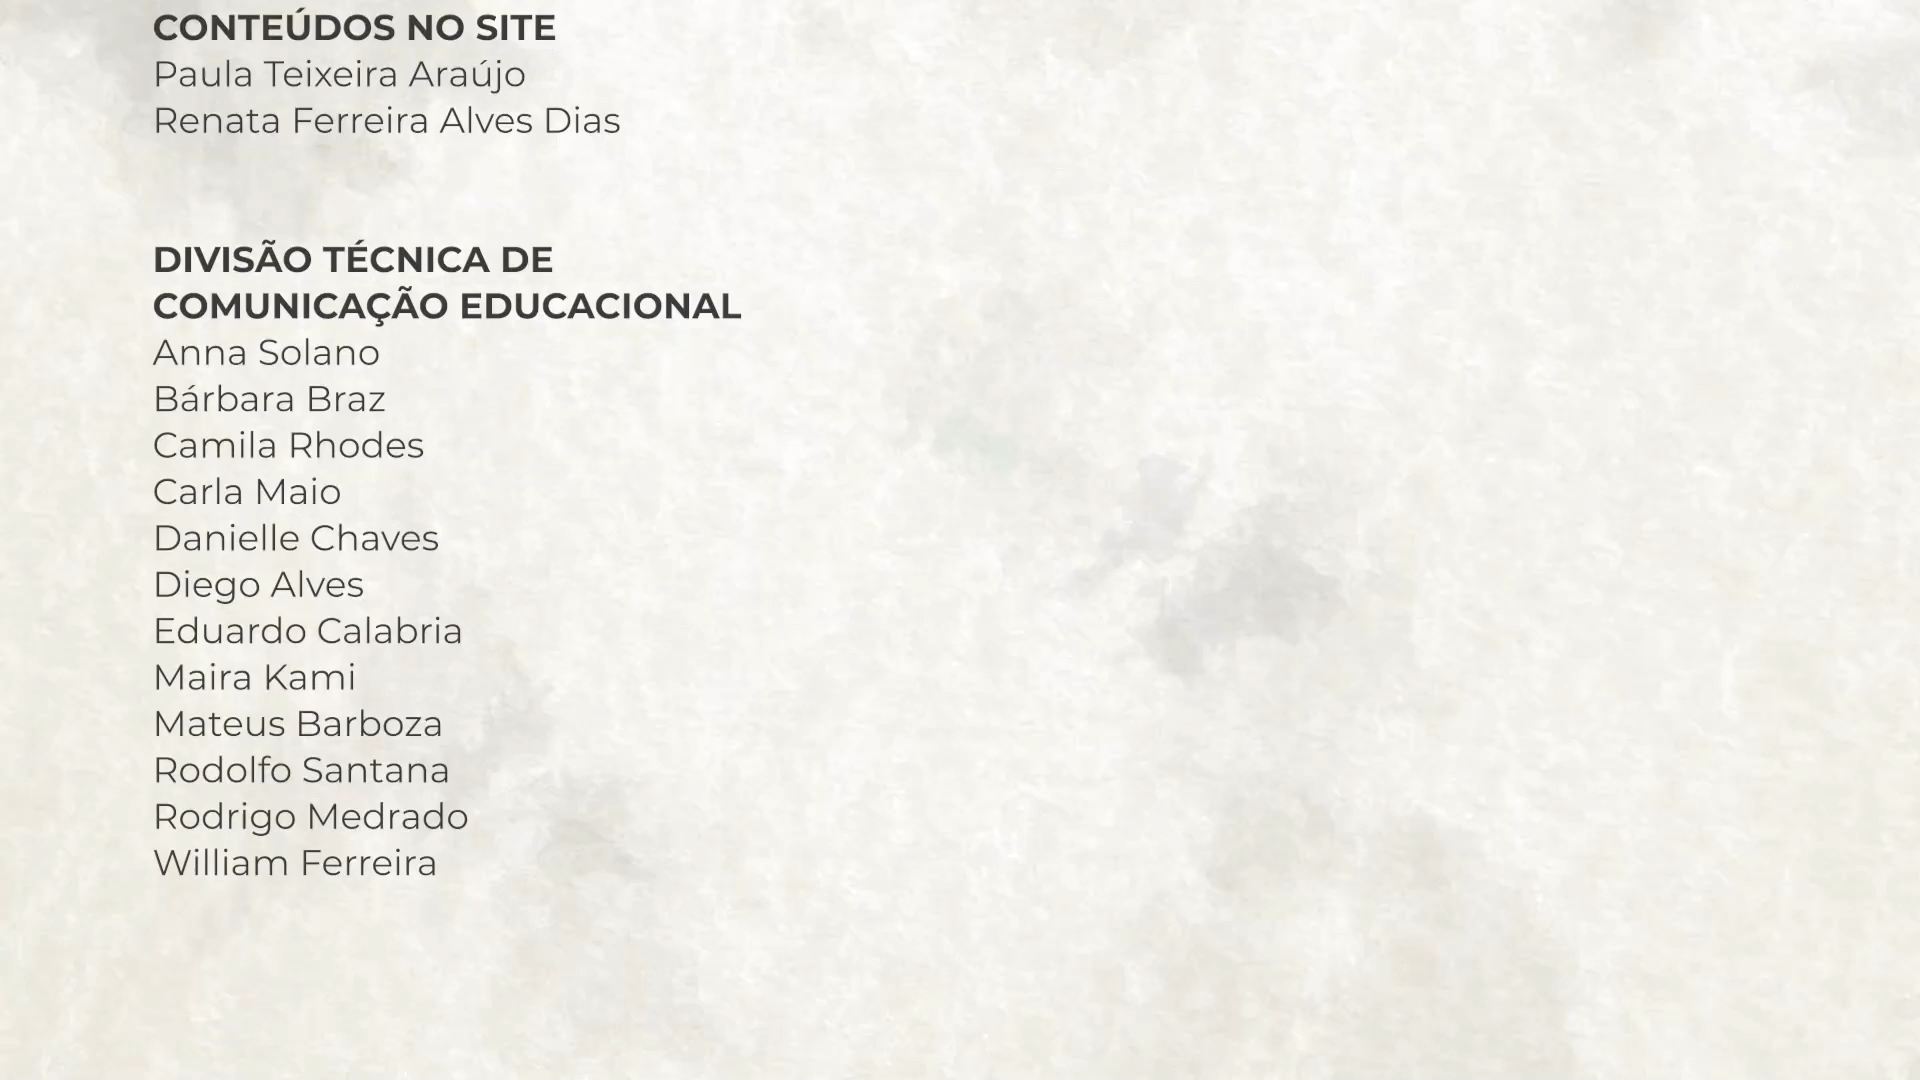 CONTEÚDOS NO SITE
Paula Teixeira Araújo
Renata Ferreira Alves Dias
DIVISÃO TÉCNICA DE
COMUNICAÇÃO EDUCACIONAL
Anna Solano
Bárbara Braz
Camila Rhodes
Carla Maio
Danielle Chaves
Diego Alves
Eduardo Calabria
Maira Kami
Mateus Barboza
Rodolfo Santana
Rodrigo Medrado
William Ferreira